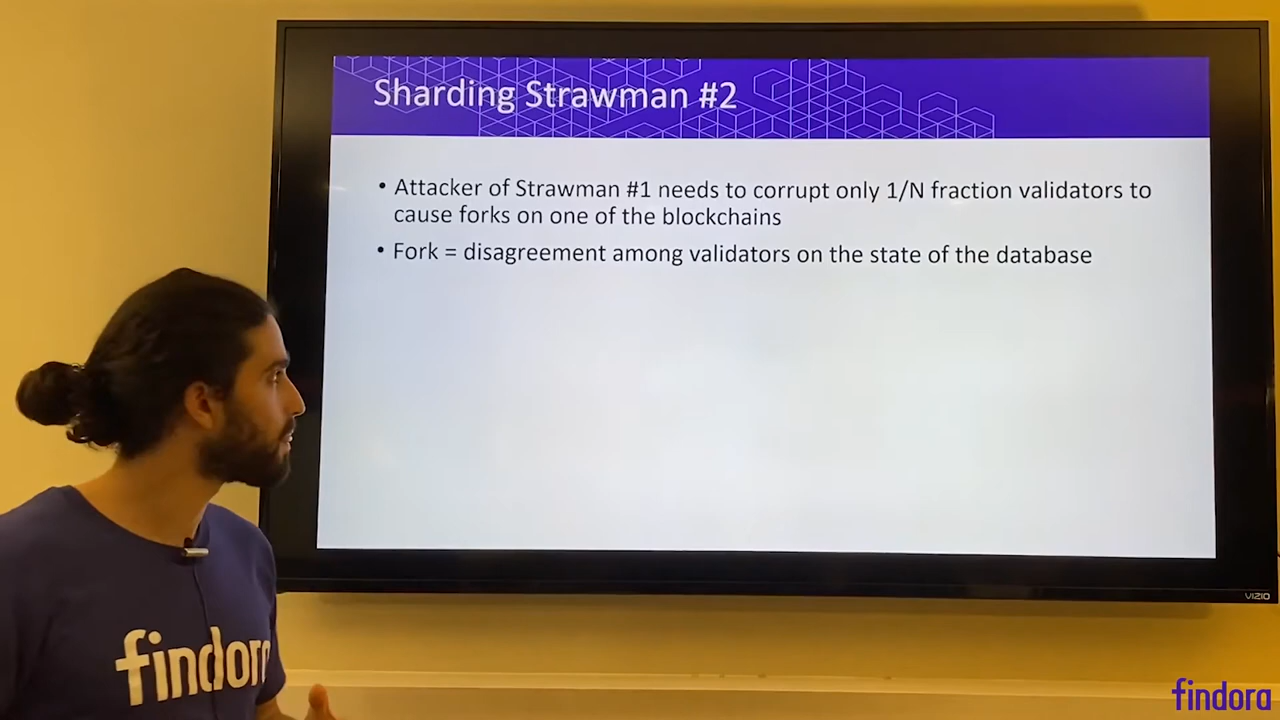 Sharding Strawman #2
• Attacker of Strawman #1 needs to corrupt only 1/N fraction validators to
cause forks on one of the blockchains
• Fork = disagreement among validators on the state of the database
VIZIO
findora
findora